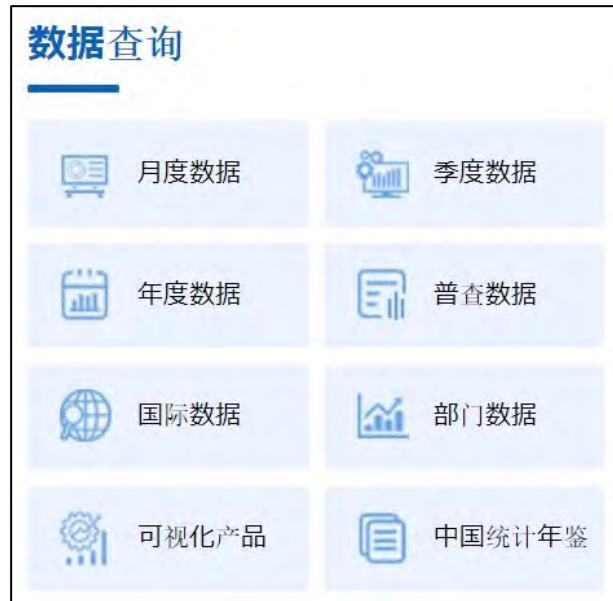 数据查询
月度数据
季度数据
年度数据
普查数据
国际数据
部门数据
可视化产品
中国统计年鉴